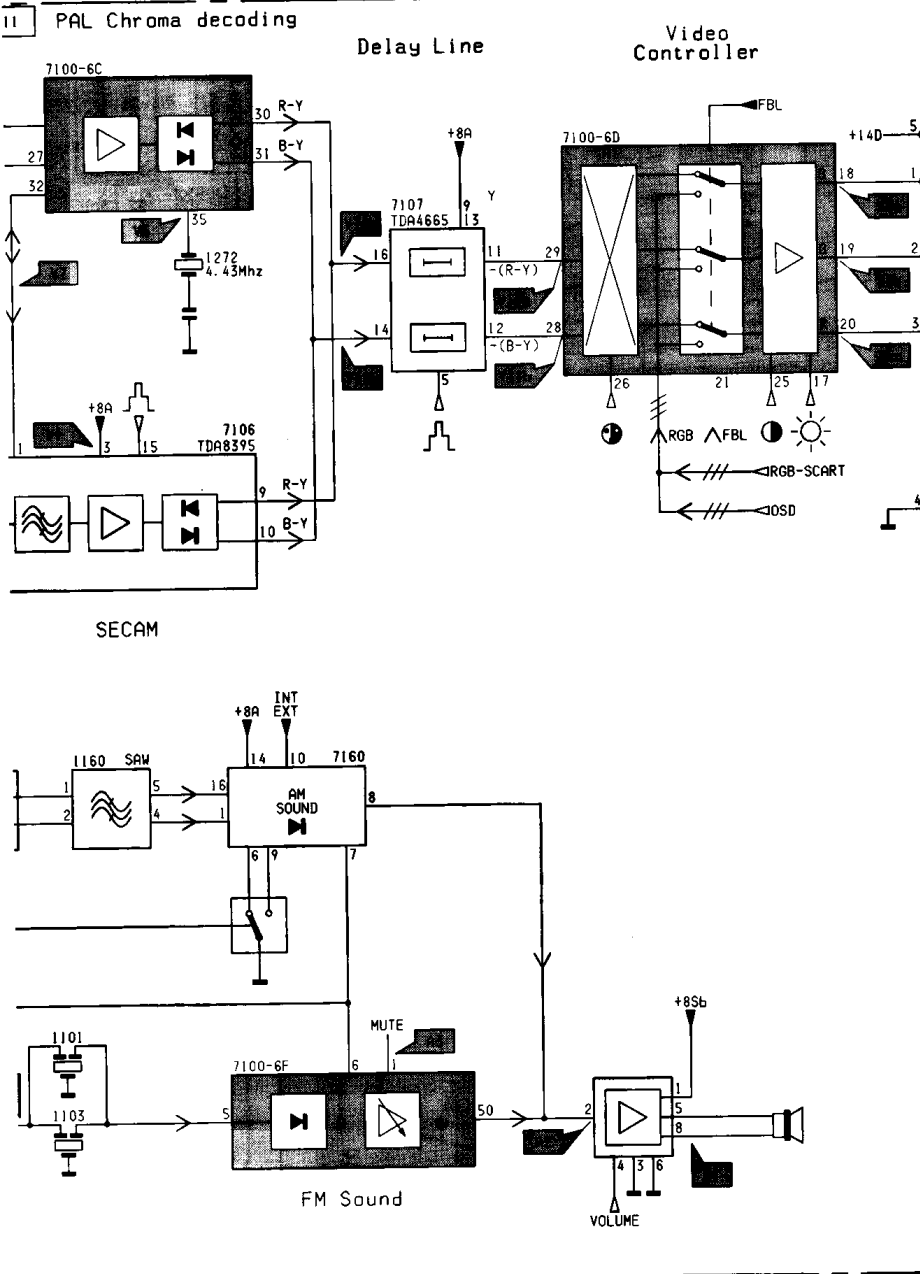 11 PAL Chroma decoding
Delay Line
Video
Controller
7100-6C
30 R-Y
31 B-Y
27
32
35
1272
4.43Mhz
+8A
9 Y
13
7107
TDA4665
16
14
11
~(R-Y)
12
~(B-Y)
5
29
28
7100-6D
FBL
+14D 5
18 1
19 2
20 3
26
21
25
17
RGB FBL
RGB-SCART
OSD
4
+8A
1
3
15
7106
TDA8395
9 R-Y
10 B-Y
SECAM
INT
EXT
+8A
14
10
7160
1160 SAW
1
2
5
4
16
1
AM
SOUND
8
6
9
7
+8Sb
MUTE
1101
1103
7100-6F
6
1
5
50
2
1
5
8
4
3
6
FM Sound
VOLUME